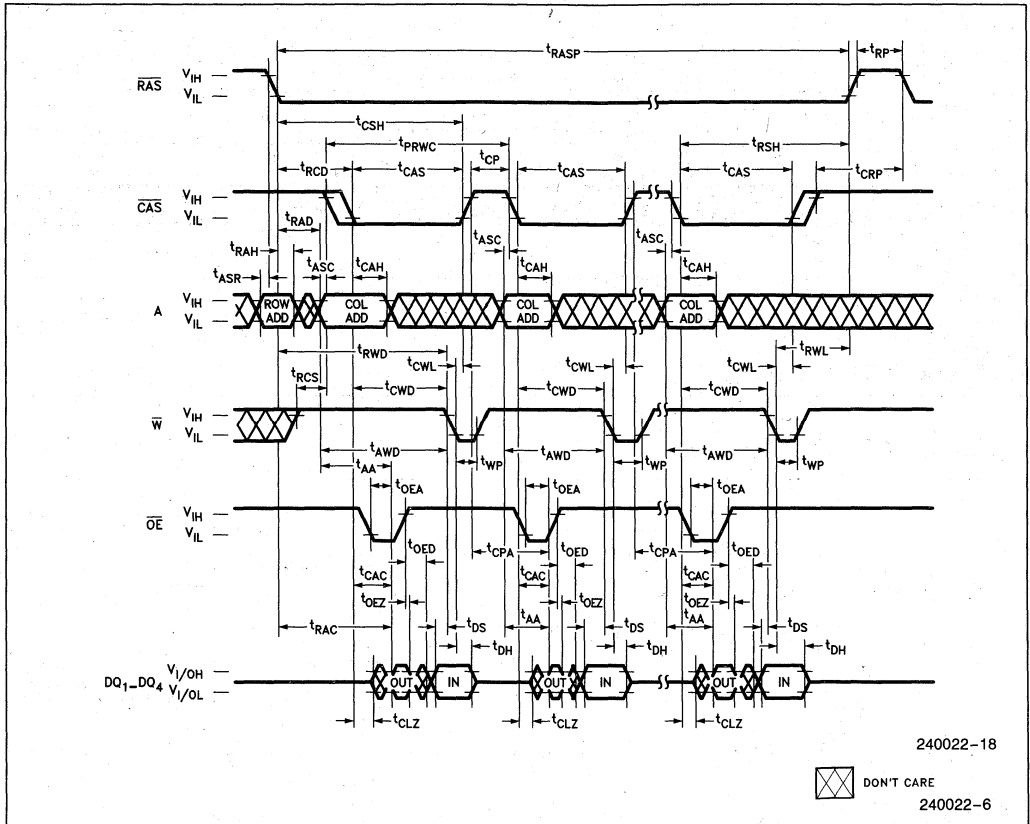 tRASP tRP
RAS VIH
VIL
tCSH
tPRWC
tCP tRSH
tRCD tCAS tCAS tCAS tCRP
CAS VIH
VIL
tRAD
tRAH tASC tASC
tASR tASC tCAH tCAH tCAH
A VIH
VIL
ROW ADD COL ADD COL ADD COL ADD
tRWL
tRWD
tCWL tCWL tCWL
tRCS
tCWD tCWD tCWD
W VIH
VIL
tAWD tWP tAWD tWP tAWD tWP
tAA
tOEA tOEA tOEA
OE VIH
VIL
tOED tCPA tOED tCPA tOED
tCAC tCAC tCAC
tOEZ tOEZ tOEZ
tAA tAA
tRAC tDS tDS tDS
tDH tDH tDH
DQ1–DQ4 VI/OH
VI/OL
OUT IN OUT IN OUT IN
tCLZ tCLZ tCLZ
240022-18
DON'T CARE
240022-6